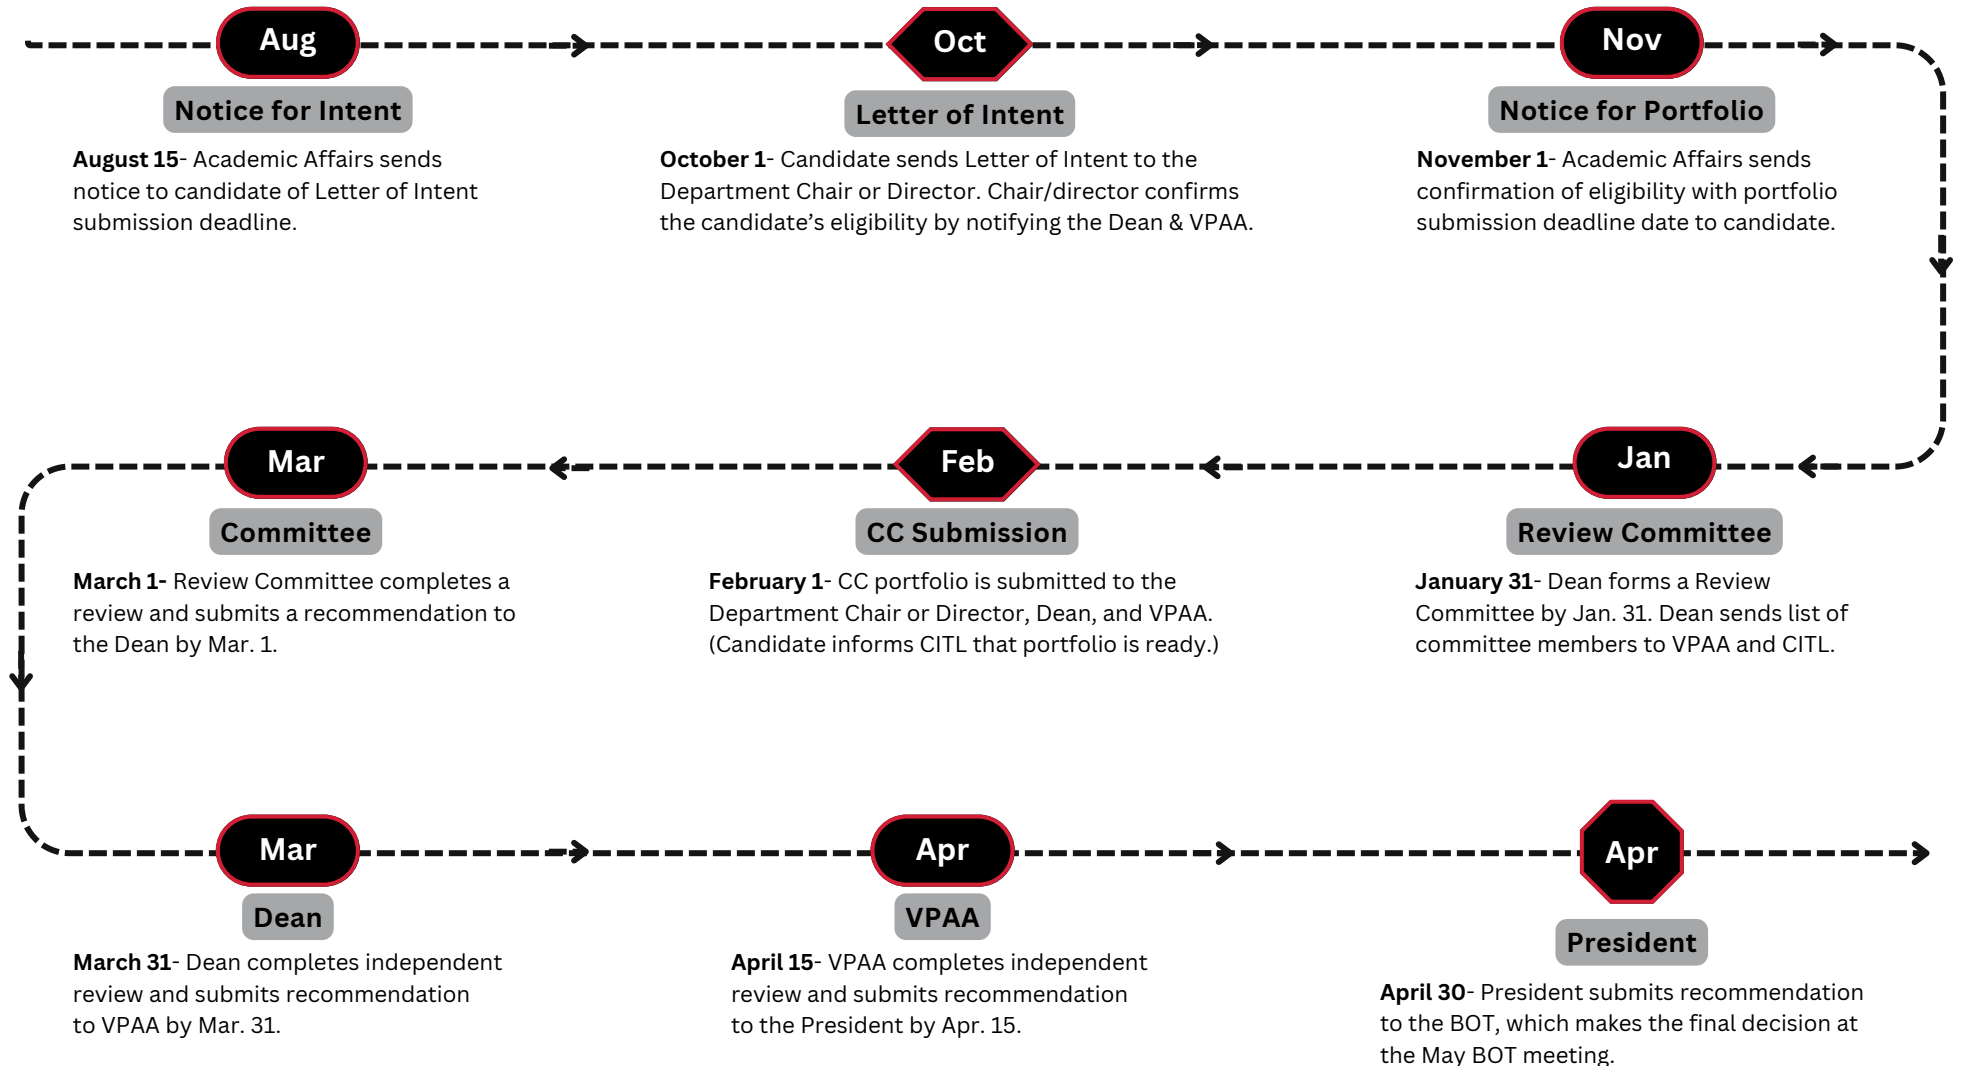 Aug
Notice for Intent
August 15- Academic Affairs sends
notice to candidate of Letter of Intent
submission deadline.
Oct
Letter of Intent
October 1- Candidate sends Letter of Intent to the
Department Chair or Director. Chair/director confirms
the candidate’s eligibility by notifying the Dean & VPAA.
Nov
Notice for Portfolio
November 1- Academic Affairs sends
confirmation of eligibility with portfolio
submission deadline date to candidate.
Jan
Review Committee
January 31- Dean forms a Review
Committee by Jan. 31. Dean sends list of
committee members to VPAA and CITL.
Feb
CC Submission
February 1- CC portfolio is submitted to the
Department Chair or Director, Dean, and VPAA.
(Candidate informs CITL that portfolio is ready.)
Mar
Committee
March 1- Review Committee completes a
review and submits a recommendation to
the Dean by Mar. 1.
Mar
Dean
March 31- Dean completes independent
review and submits recommendation
to VPAA by Mar. 31.
Apr
VPAA
April 15- VPAA completes independent
review and submits recommendation
to the President by Apr. 15.
Apr
President
April 30- President submits recommendation
to the BOT, which makes the final decision at
the May BOT meeting.